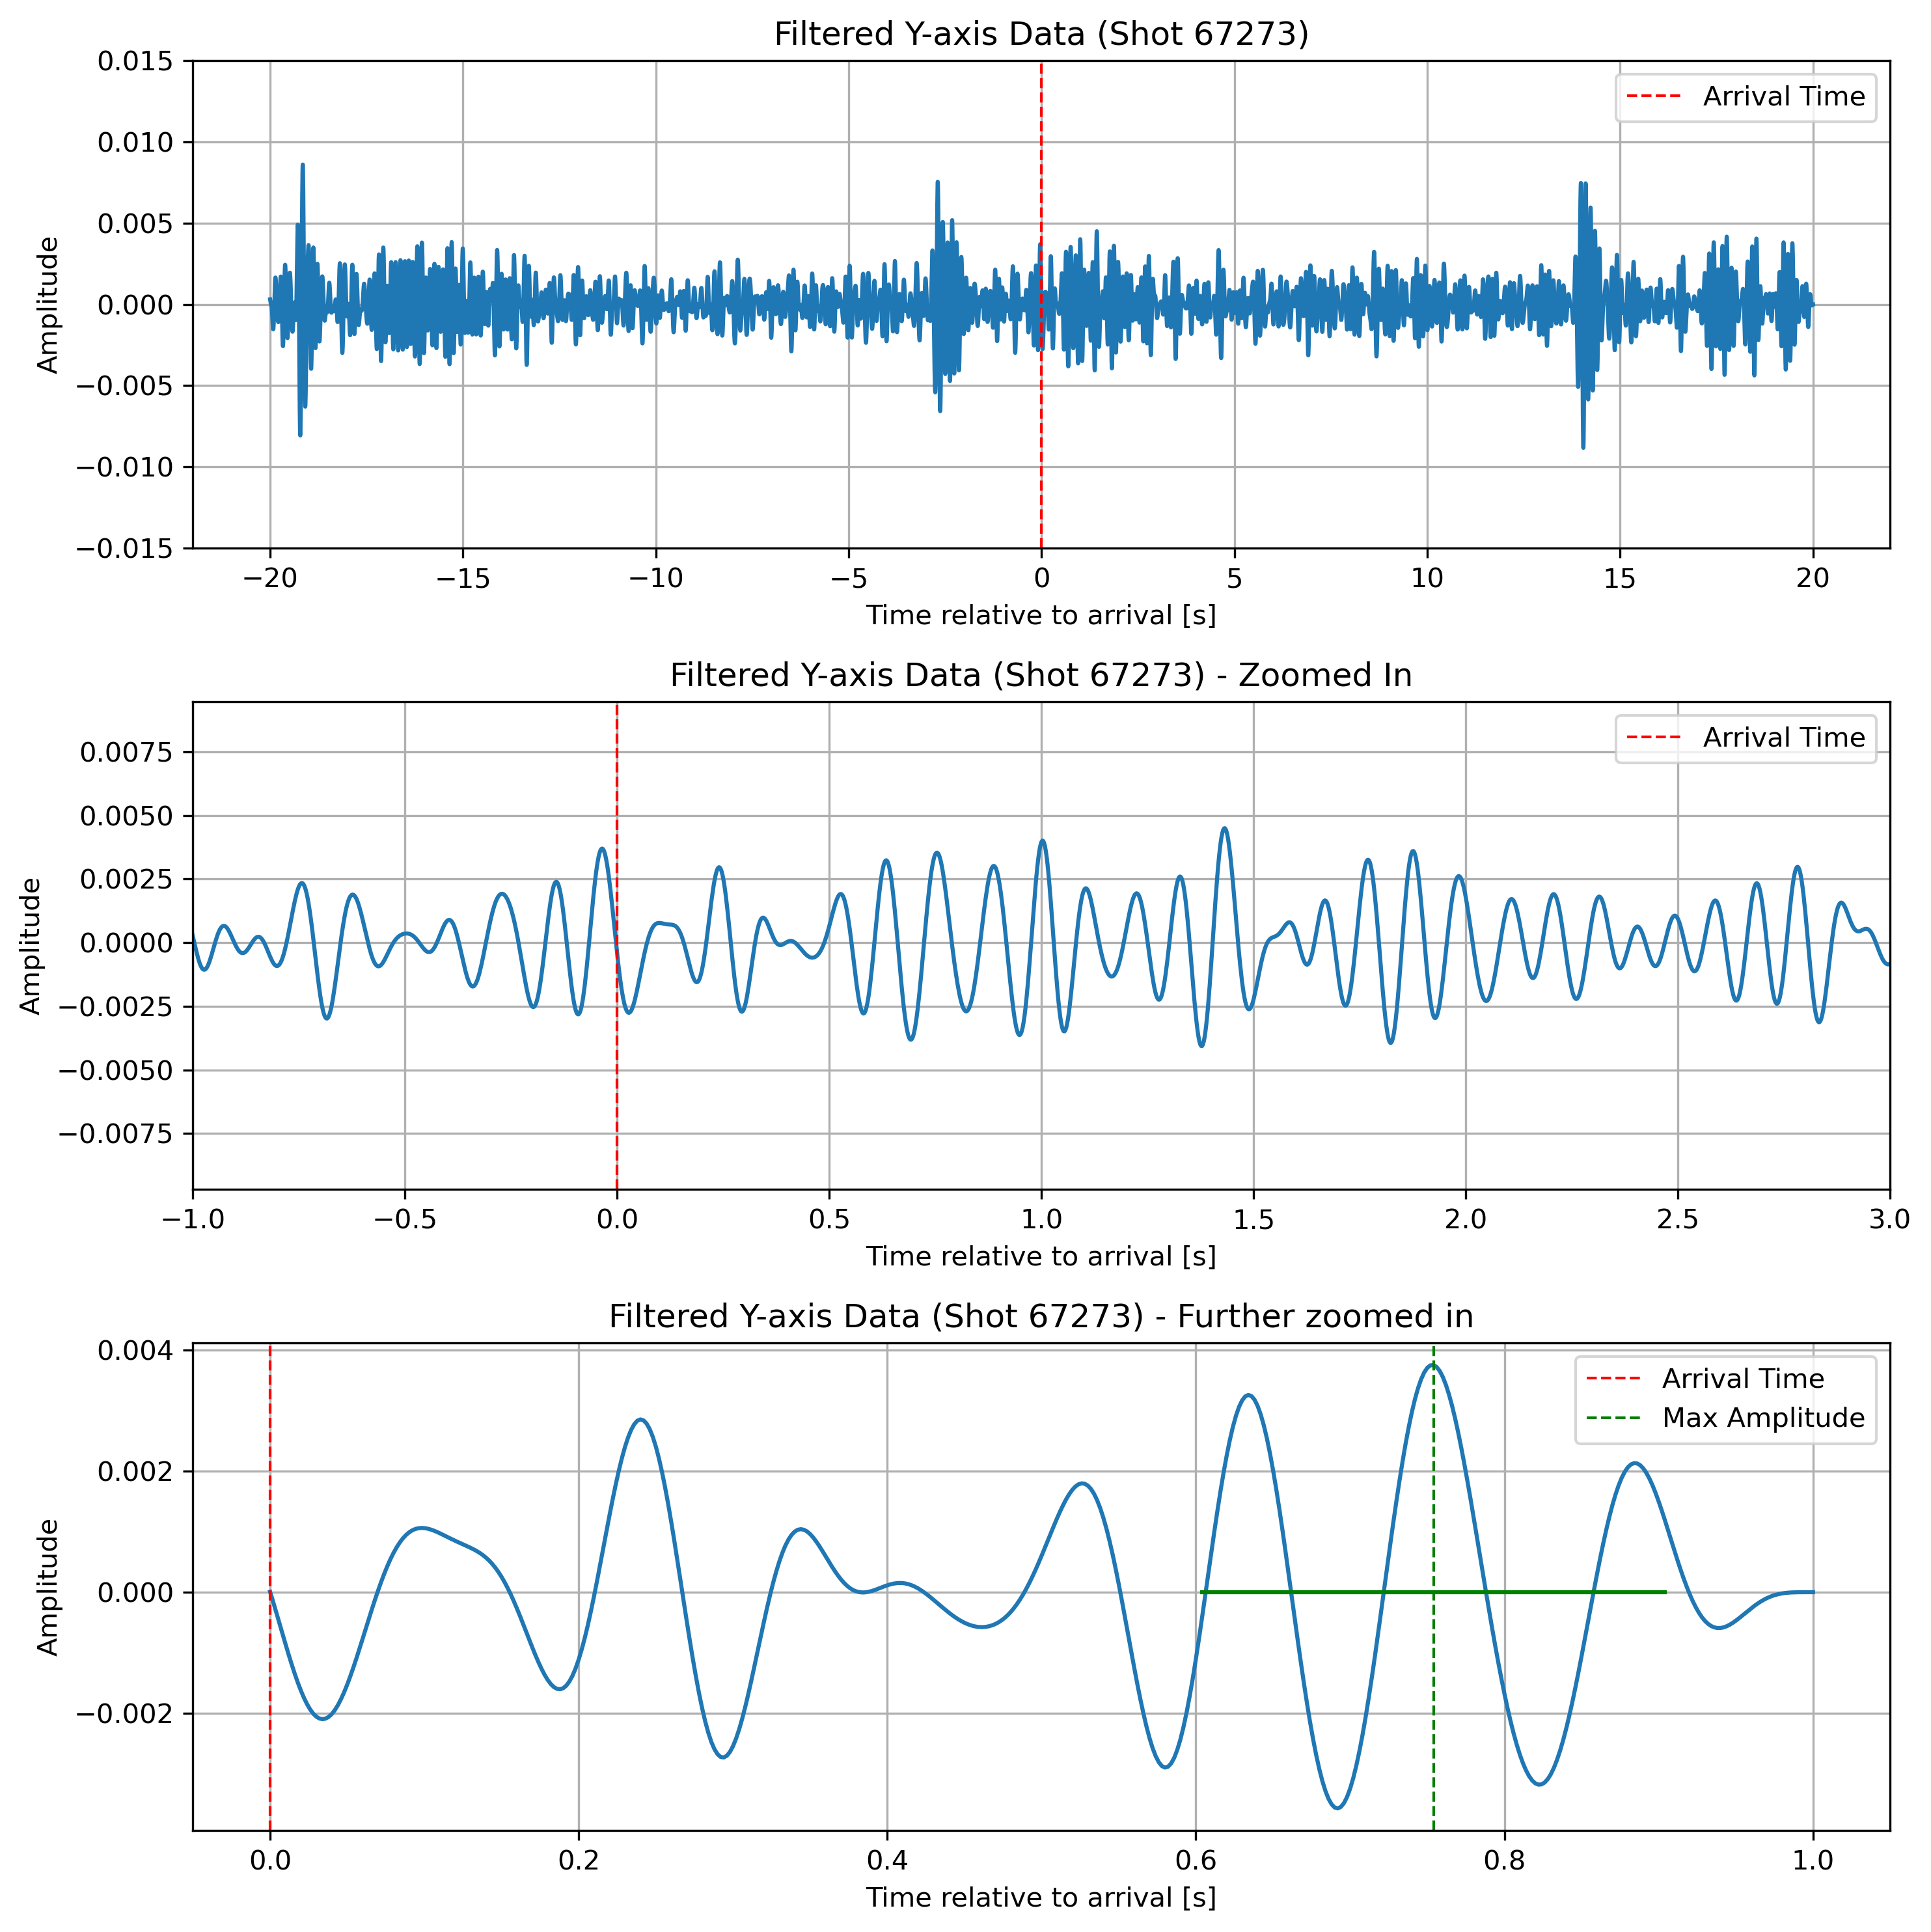 Filtered Y-axis Data (Shot 67273)
0.015
0.010
0.005
0.000
−0.005
−0.010
−0.015
Amplitude
Arrival Time
−20 −15 −10 −5 0 5 10 15 20
Time relative to arrival [s]
Filtered Y-axis Data (Shot 67273) - Zoomed In
0.0075
0.0050
0.0025
0.0000
−0.0025
−0.0050
−0.0075
Amplitude
Arrival Time
−1.0 −0.5 0.0 0.5 1.0 1.5 2.0 2.5 3.0
Time relative to arrival [s]
Filtered Y-axis Data (Shot 67273) - Further zoomed in
0.004
0.002
0.000
−0.002
Amplitude
Arrival Time
Max Amplitude
0.0 0.2 0.4 0.6 0.8 1.0
Time relative to arrival [s]